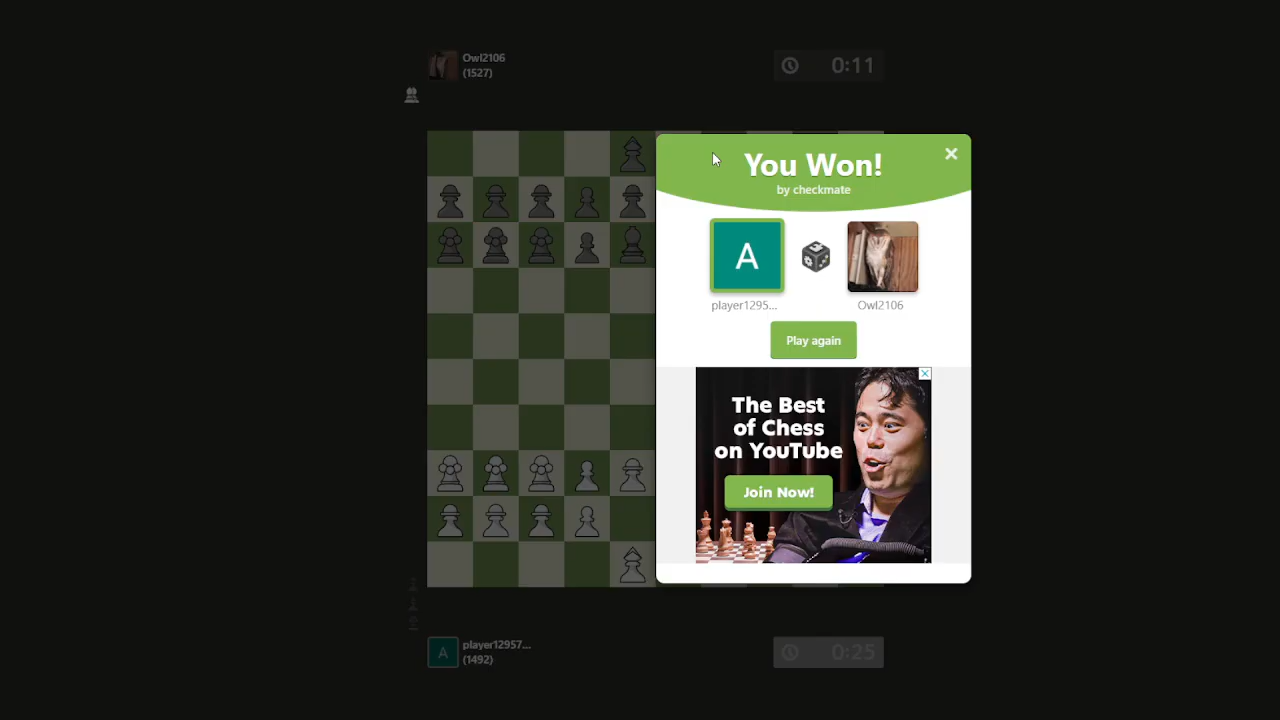 Owl2106
(1527)
0:11
You Won!
by checkmate
A
player1295...
Owl2106
Play again
The Best
of Chess
on YouTube
Join Now!
A
player12957...
(1492)
0:25